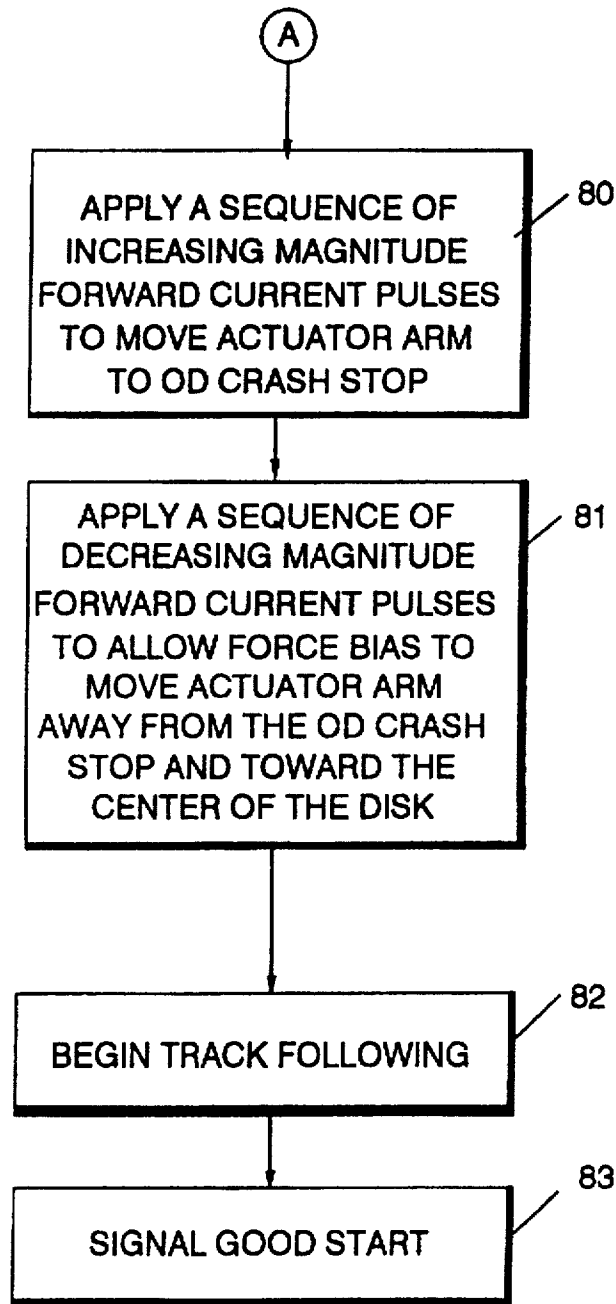 A
APPLY A SEQUENCE OF
INCREASING MAGNITUDE
FORWARD CURRENT PULSES
TO MOVE ACTUATOR ARM
TO OD CRASH STOP
80
APPLY A SEQUENCE OF
DECREASING MAGNITUDE
FORWARD CURRENT PULSES
TO ALLOW FORCE BIAS TO
MOVE ACTUATOR ARM
AWAY FROM THE OD CRASH
STOP AND TOWARD THE
CENTER OF THE DISK
81
BEGIN TRACK FOLLOWING
82
SIGNAL GOOD START
83